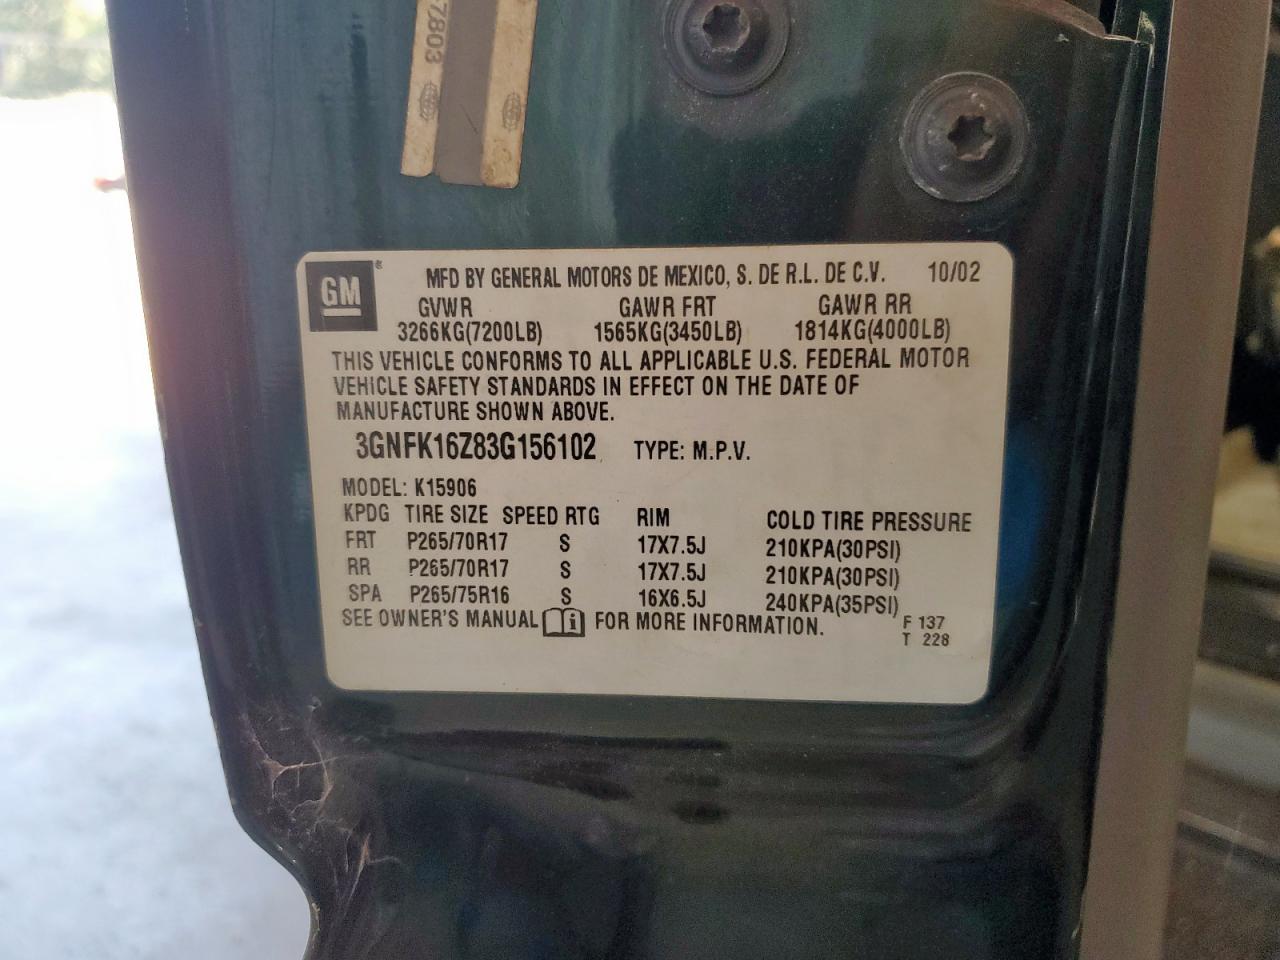 7803
GM® MFD BY GENERAL MOTORS DE MEXICO, S. DE R.L. DE C.V. 10/02
GVWR GAWR FRT GAWR RR
3266KG(7200LB) 1565KG(3450LB) 1814KG(4000LB)
THIS VEHICLE CONFORMS TO ALL APPLICABLE U.S. FEDERAL MOTOR
VEHICLE SAFETY STANDARDS IN EFFECT ON THE DATE OF
MANUFACTURE SHOWN ABOVE.
3GNFK16Z83G156102 TYPE: M.P.V.
MODEL: K15906
KPDG TIRE SIZE SPEED RTG RIM COLD TIRE PRESSURE
FRT P265/70R17 S 17X7.5J 210KPA(30PSI)
RR P265/70R17 S 17X7.5J 210KPA(30PSI)
SPA P265/75R16 S 16X6.5J 240KPA(35PSI)
SEE OWNER'S MANUAL i FOR MORE INFORMATION.
F 137
T 228